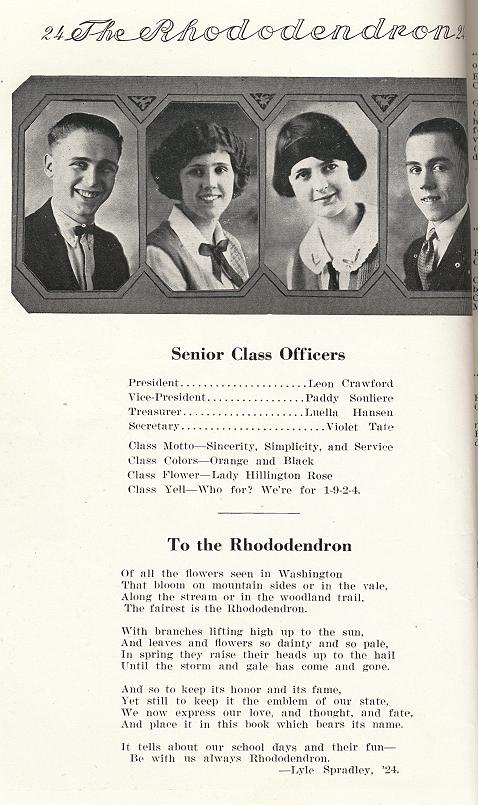 24 The Rhododendron 24
Senior Class Officers
President......................Leon Crawford
Vice-President.................Paddy Souliere
Treasurer.....................Luella Hansen
Secretary........................Violet Tate
Class Motto—Sincerity, Simplicity, and Service
Class Colors—Orange and Black
Class Flower—Lady Hillington Rose
Class Yell—Who for? We're for 1-9-2-4.
To the Rhododendron
Of all the flowers seen in Washington
That bloom on mountain sides or in the vale,
Along the stream or in the woodland trail,
The fairest is the Rhododendron.
With branches lifting high up to the sun,
And leaves and flowers so dainty and so pale,
In spring they raise their heads up to the hail
Until the storm and gale has come and gone.
And so to keep its honor and its fame,
Yet still to keep it the emblem of our state,
We now express our love, and thought, and fate,
And place it in this book which bears its name.
It tells about our school days and their fun—
Be with us always Rhododendron.
—Lyle Spradley, '24.